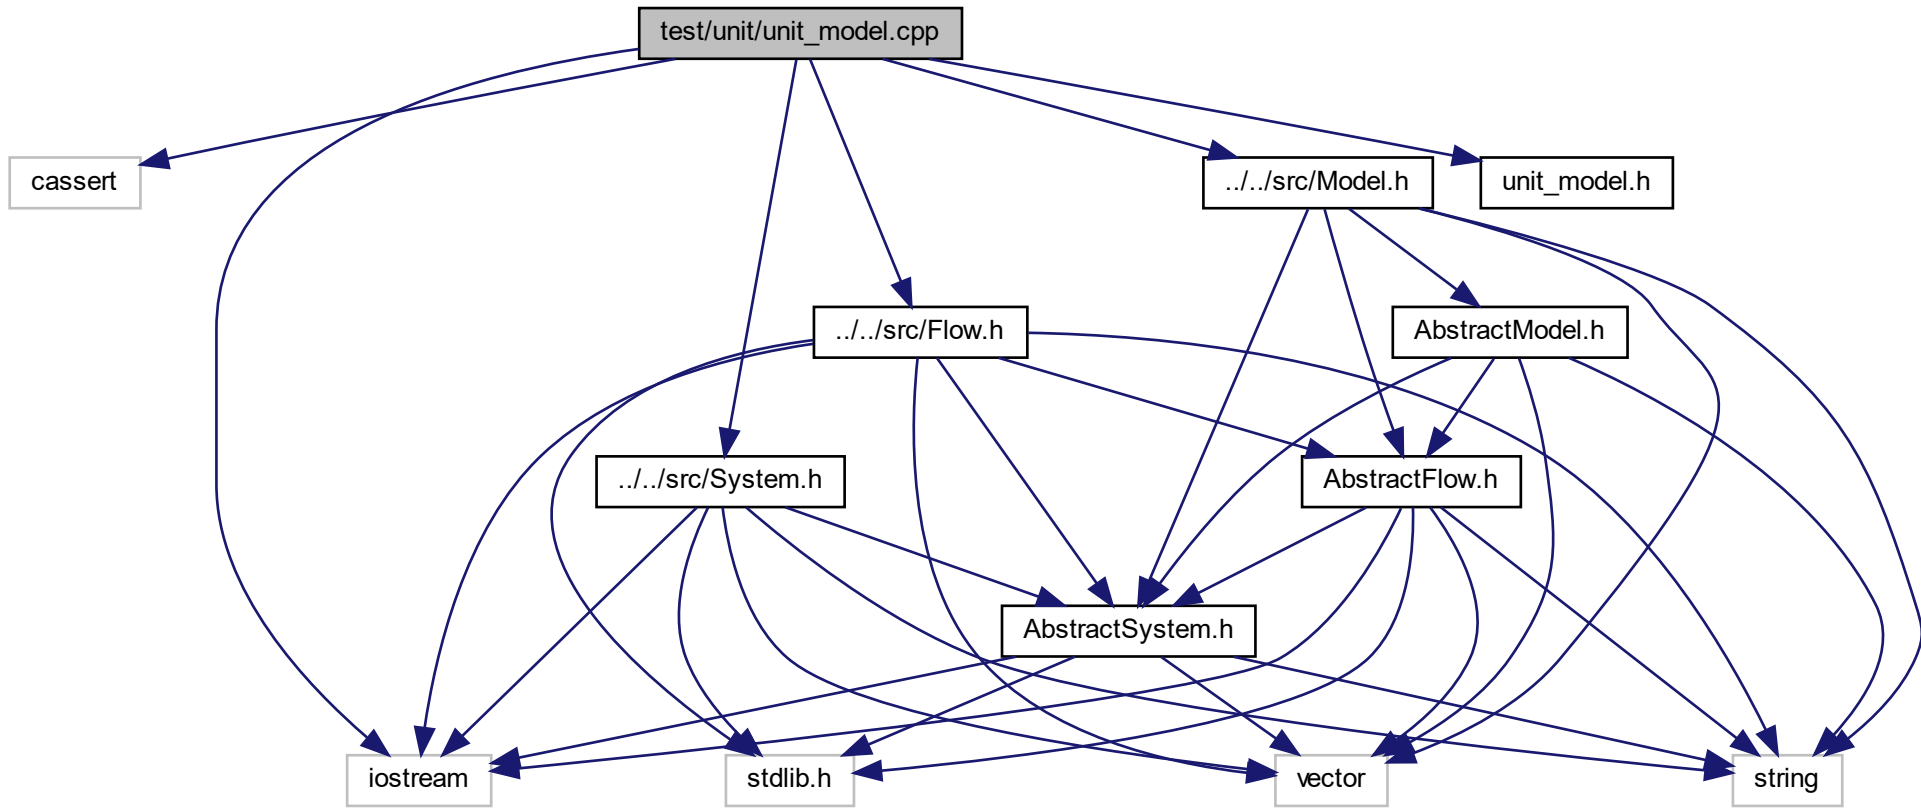 test/unit/unit_model.cpp
cassert
../../src/Model.h
unit_model.h
../../src/Flow.h
AbstractModel.h
../../src/System.h
AbstractFlow.h
AbstractSystem.h
iostream
stdlib.h
vector
string